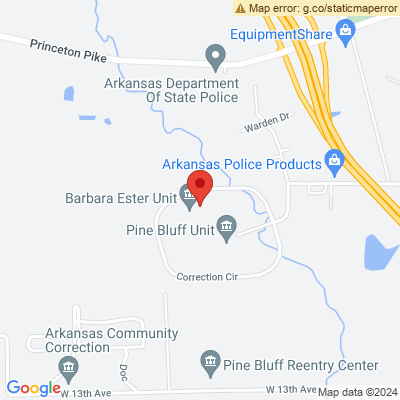 Map error: g.co/staticmaperror
EquipmentShare
Princeton Pike
Arkansas Department
Of State Police
Warden Dr
Arkansas Police Products
Barbara Ester Unit
Pine Bluff Unit
Correction Cir
Arkansas Community
Correction
Doc
Pine Bluff Reentry Center
Google
W 13th Ave
W 13th Ave
Map data ©2024